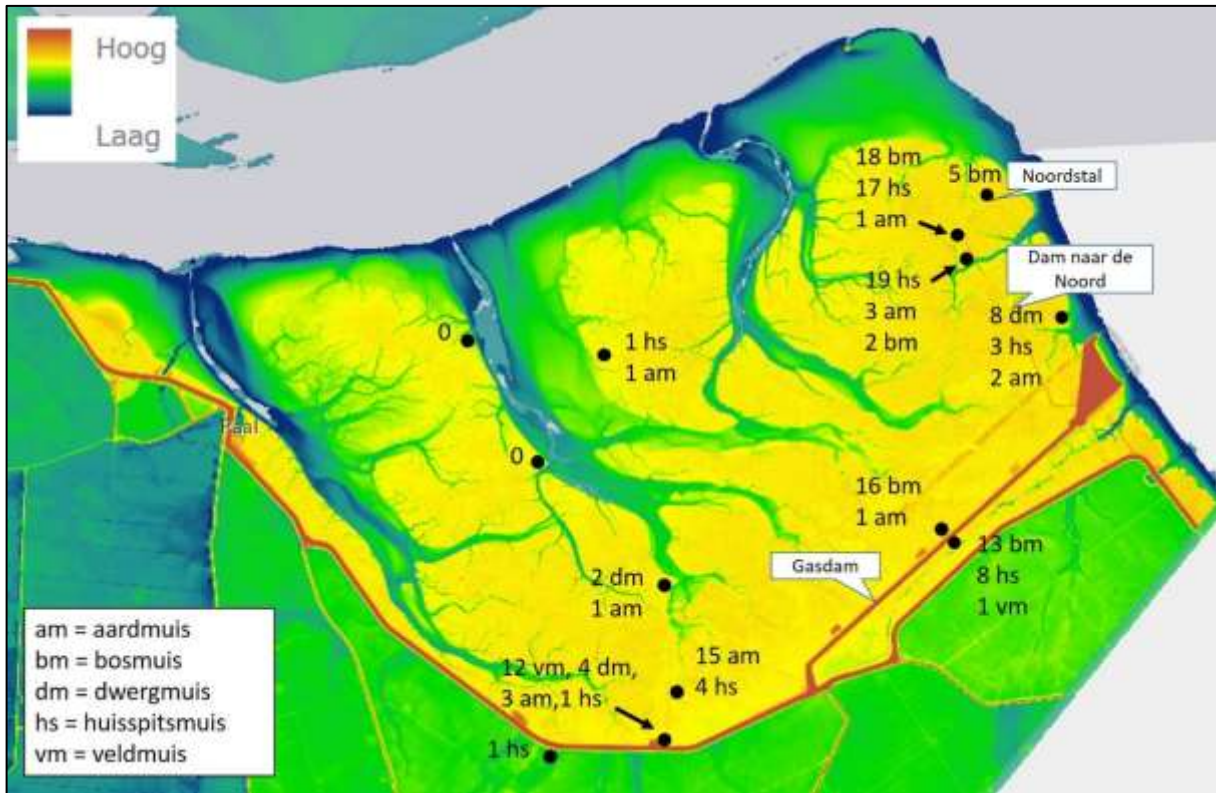 Hoog
Laag
18 bm
17 hs
1 am
5 bm
Noordstal
19 hs
3 am
2 bm
Dam naar de
Noord
8 dm
3 hs
2 am
0
1 hs
1 am
Paal
0
16 bm
1 am
13 bm
8 hs
1 vm
Gasdam
2 dm
1 am
15 am
4 hs
12 vm, 4 dm,
3 am,1 hs
1 hs
am = aardmuis
bm = bosmuis
dm = dwergmuis
hs = huisspitsmuis
vm = veldmuis